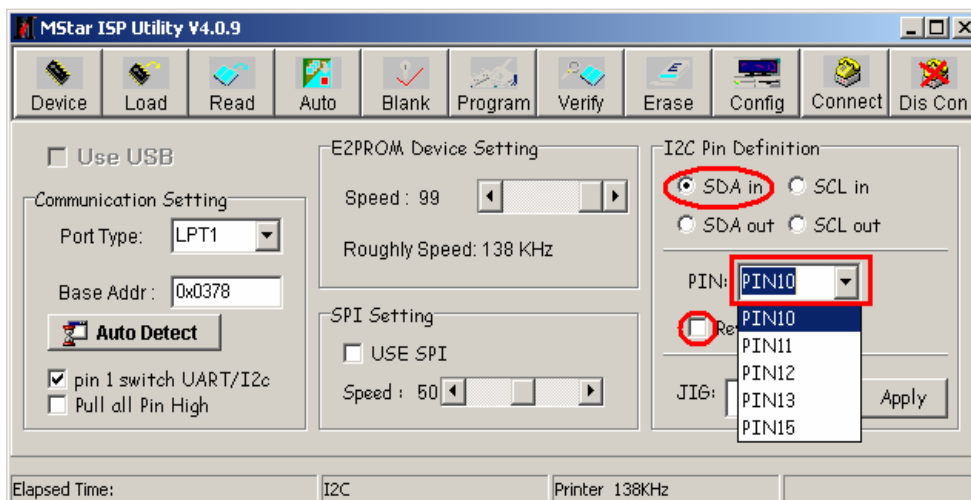 MStar ISP Utility V4.0.9
Device Load Read Auto Blank Program Verify Erase Config Connect Dis Con
Use USB
Communication Setting
Port Type: LPT1
Base Addr : 0x0378
Auto Detect
pin 1 switch UART/I2c
Pull all Pin High
E2PROM Device Setting
Speed : 99
Roughly Speed: 138 KHz
SPI Setting
USE SPI
Speed : 50
I2C Pin Definition
SDA in SCL in
SDA out SCL out
PIN: PIN10
PIN10
PIN11
PIN12
PIN13
PIN15
JIG: Apply
Elapsed Time: I2C Printer 138KHz